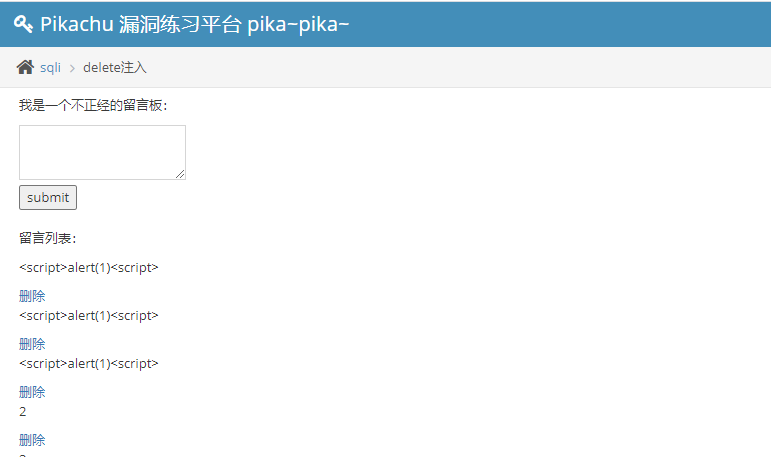 Pikachu 漏洞练习平台 pika~pika~
sqli > delete注入
我是一个不正经的留言板：
submit
留言列表：
<script>alert(1)<script>
删除
<script>alert(1)<script>
删除
<script>alert(1)<script>
删除
2
删除